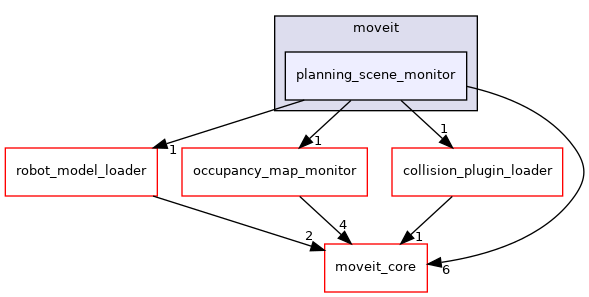 moveit
planning_scene_monitor
1
1
1
robot_model_loader
occupancy_map_monitor
collision_plugin_loader
2
4
1
6
moveit_core